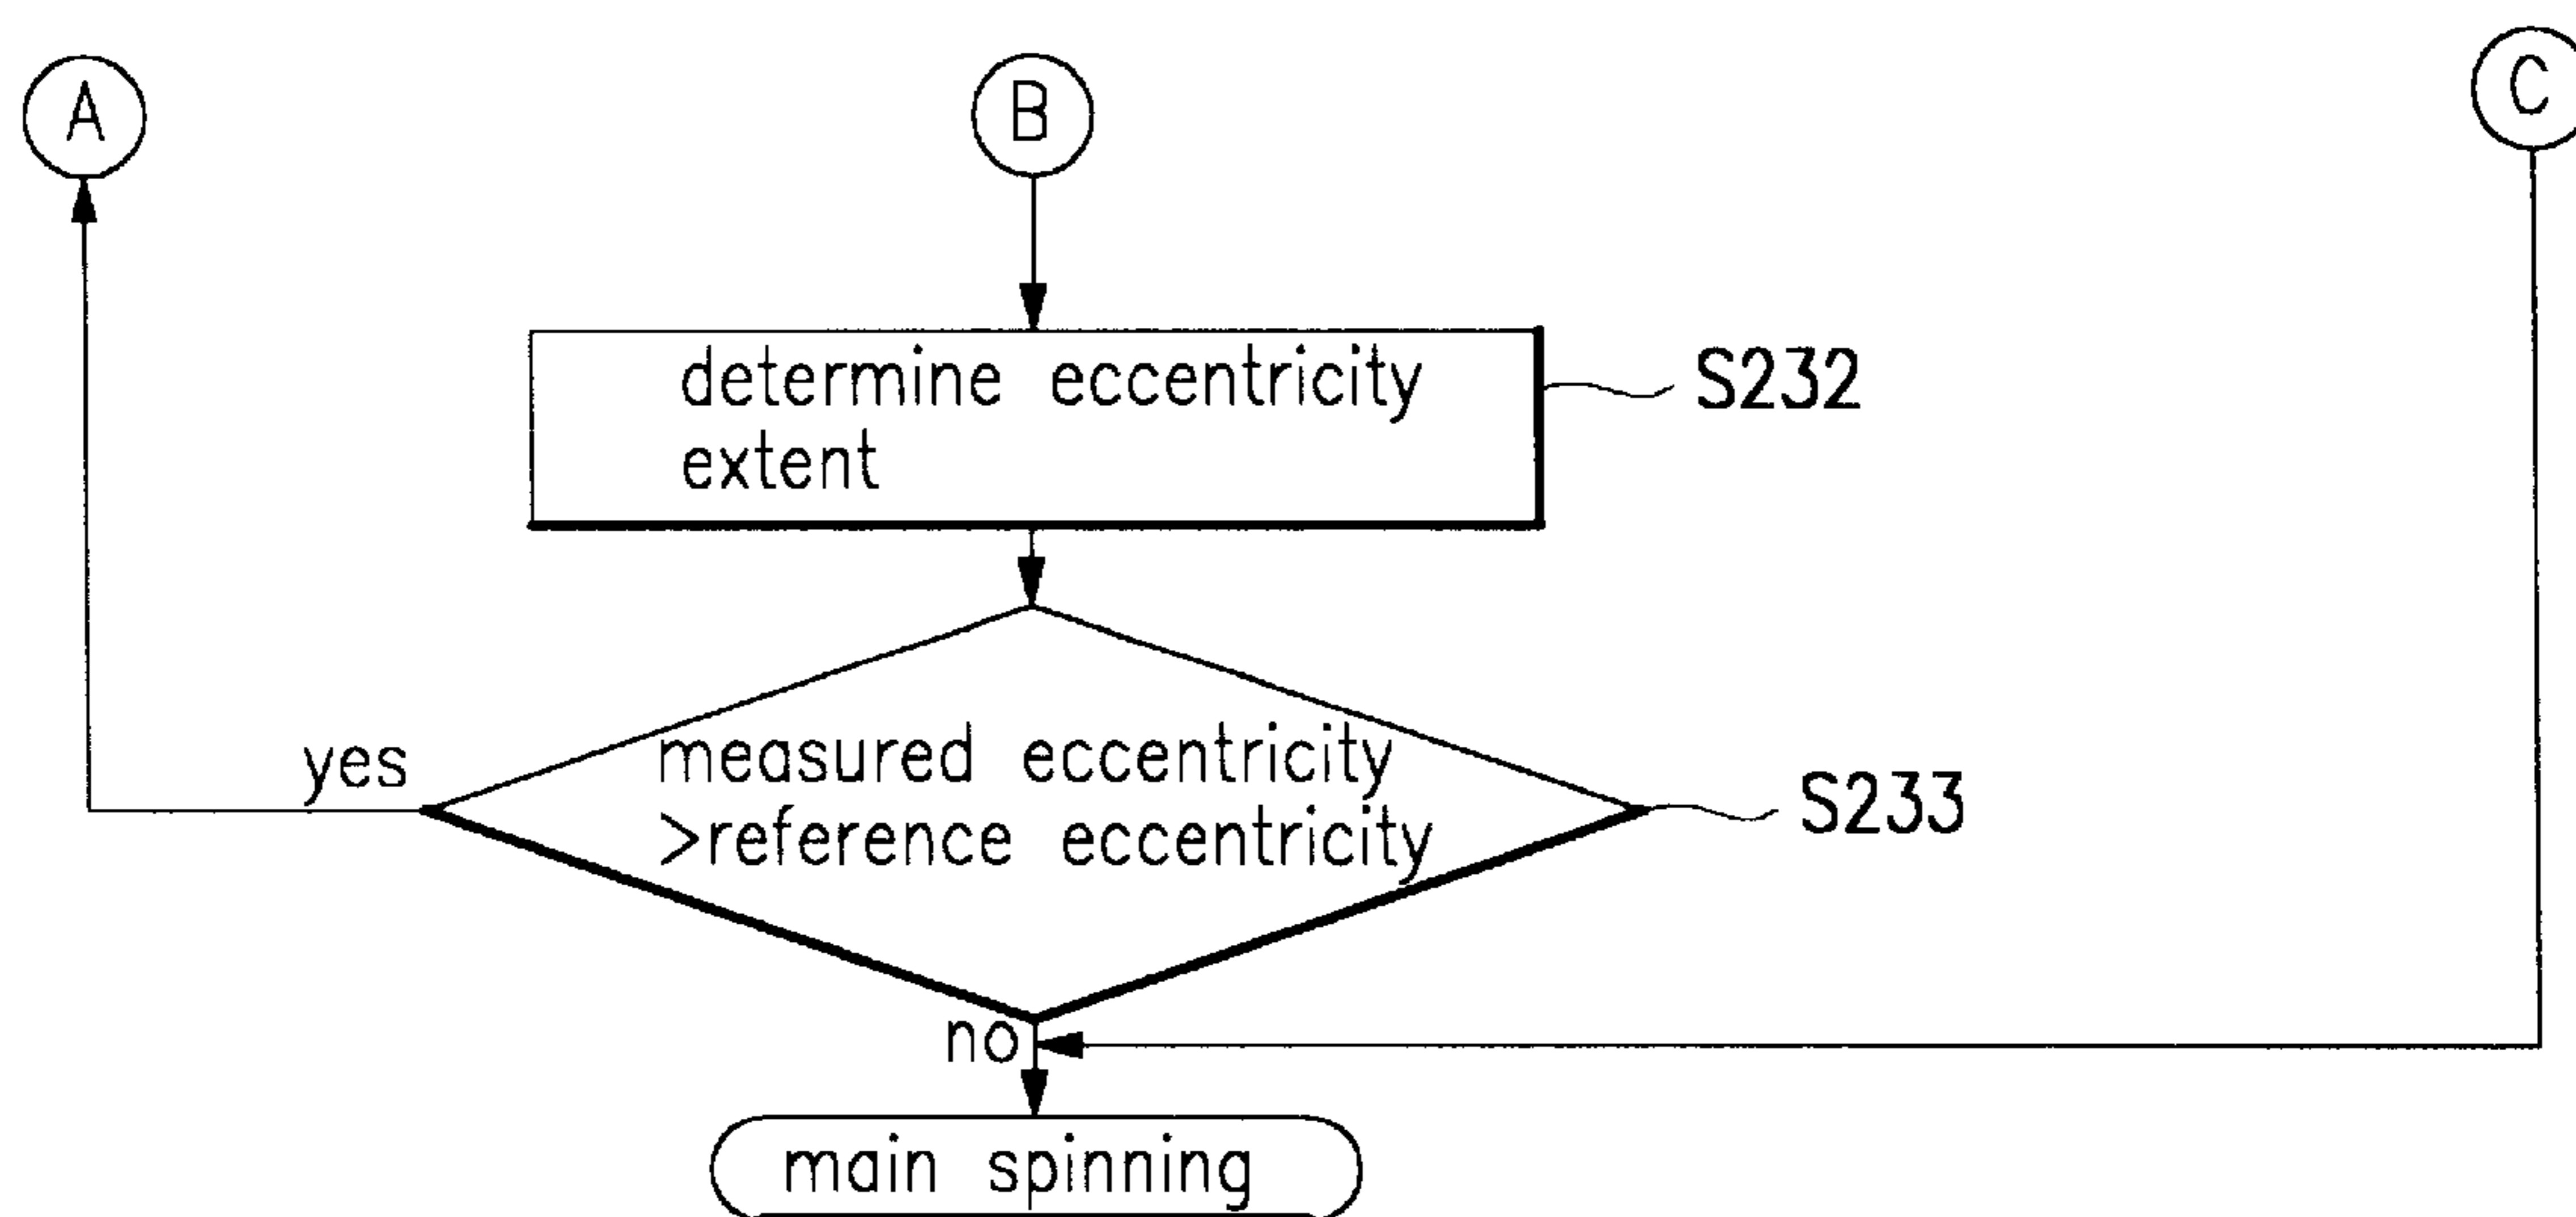 A
B
C
determine eccentricity
extent
S232
yes
measured eccentricity
>reference eccentricity
S233
no
main spinning